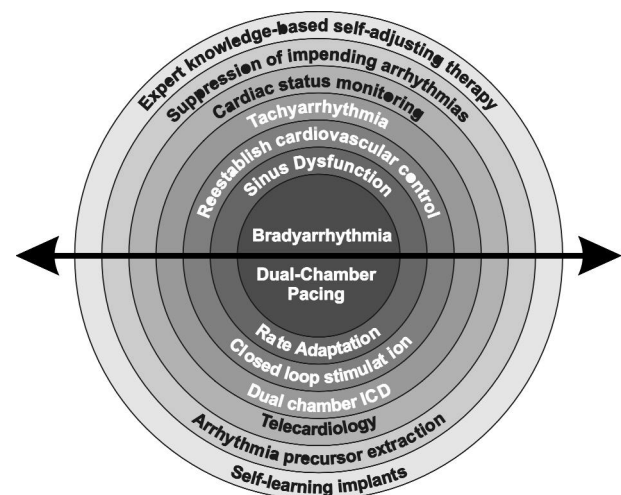 Expert knowledge-based self-adjusting therapy
Suppression of impending arrhythmias
Cardiac status monitoring
Tachyarrhythmia
Reestablish cardiovascular control
Sinus Dysfunction
Bradyarrhythmia
Dual-Chamber
Pacing
Rate Adaptation
Closed loop stimulat ion
Dual chamber ICD
Telecardiology
Arrhythmia precursor extraction
Self-learning implants